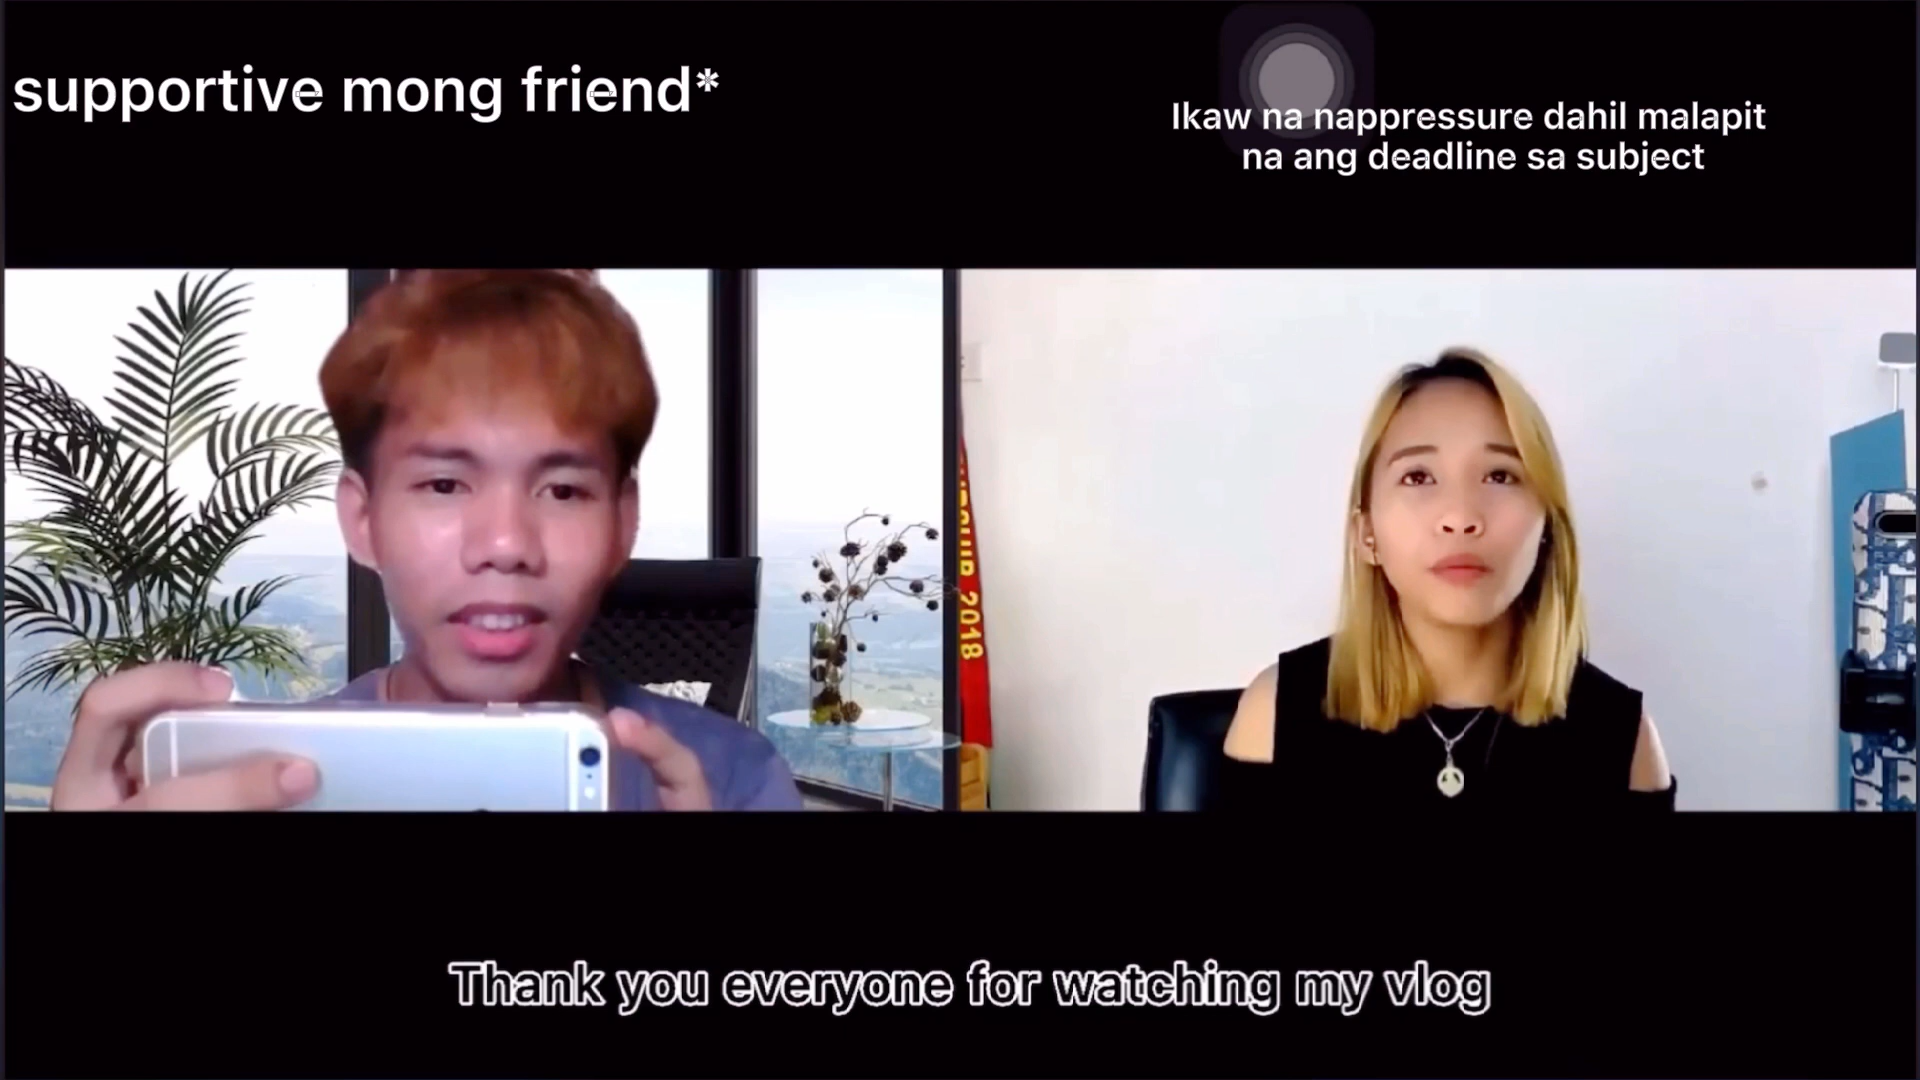 supportive mong friend*
Ikaw na nappressure dahil malapit
na ang deadline sa subject
2018
Thank you everyone for watching my vlog